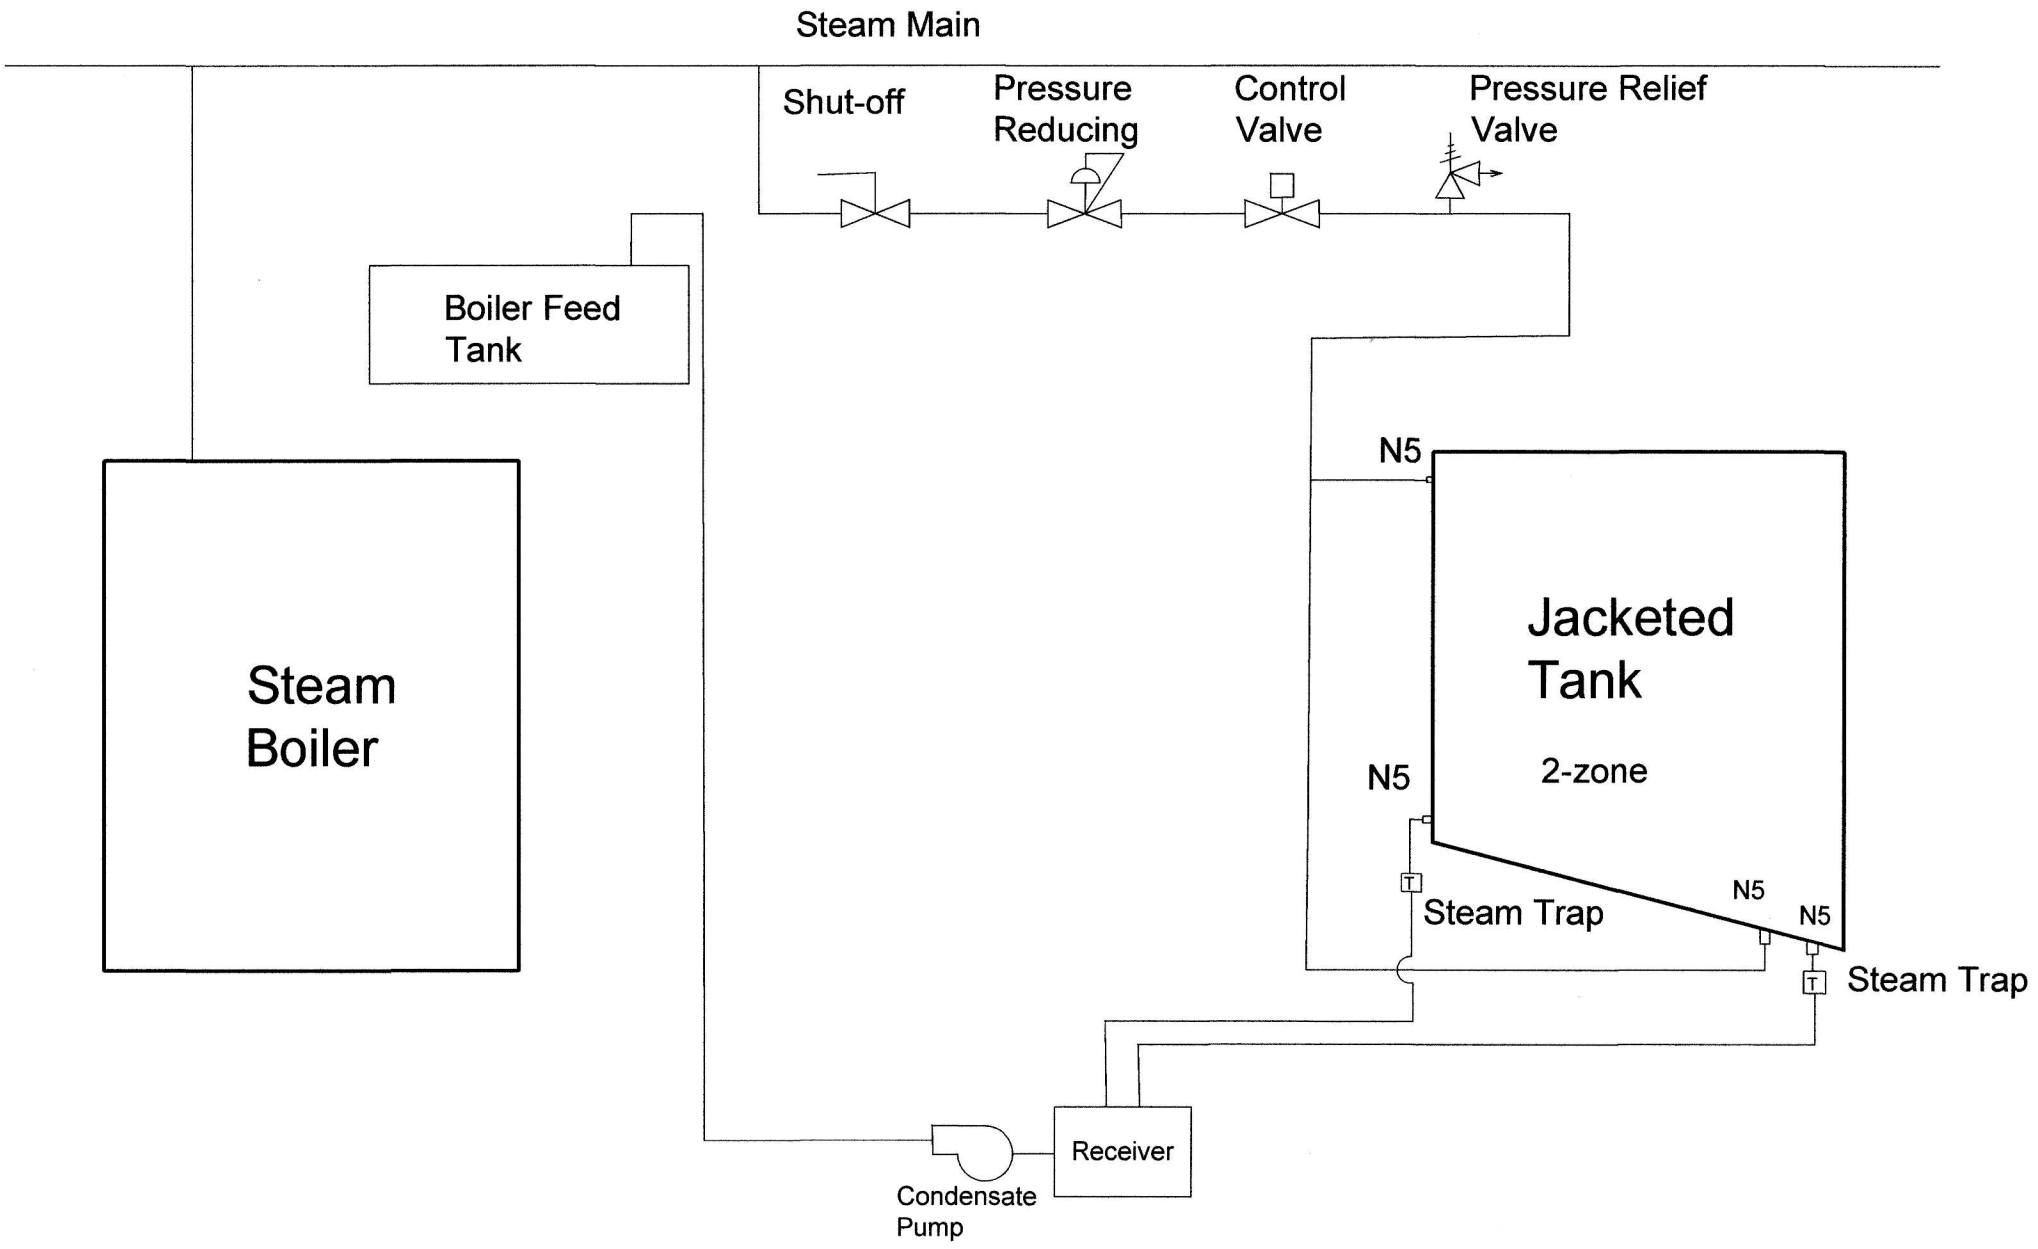 Steam Main
Shut-off
Pressure
Reducing
Control
Valve
Pressure Relief
Valve
Boiler Feed
Tank
N5
Steam
Boiler
Jacketed
Tank
2-zone
N5
T
Steam Trap
N5
N5
T
Steam Trap
Receiver
Condensate
Pump